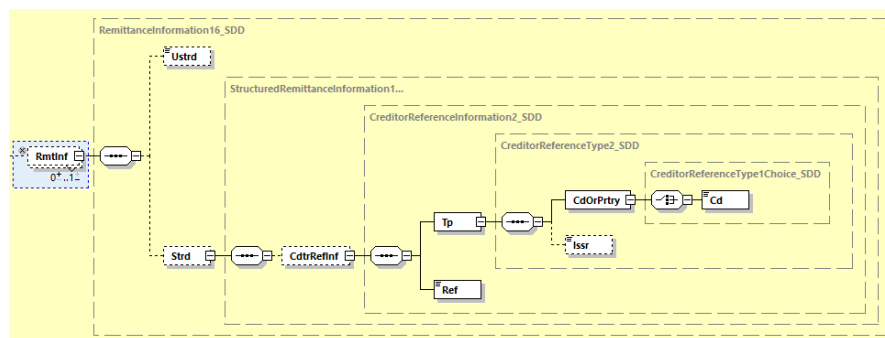 RemittanceInformation16_SDD
Ustrd
StructuredRemittanceInformation1...
CreditorReferenceInformation2_SDD
CreditorReferenceType2_SDD
RmtInf
0..1
CreditorReferenceType1Choice_SDD
CdOrPrtry
Cd
Tp
Issr
Strd
CdtrRefInf
Ref